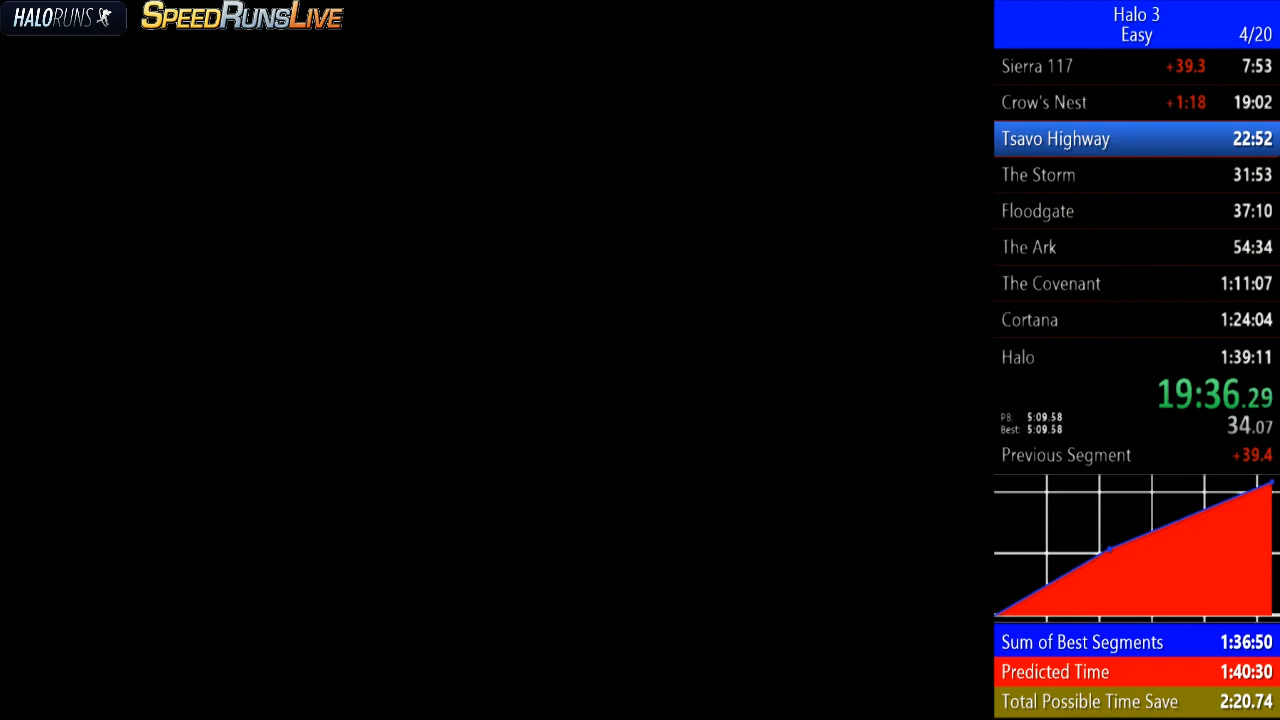 HALORUNS
SPEEDRUNSLIVE
Halo 3
Easy 4/20
Sierra 117 +39.3 7:53
Crow's Nest +1:18 19:02
Tsavo Highway 22:52
The Storm 31:53
Floodgate 37:10
The Ark 54:34
The Covenant 1:11:07
Cortana 1:24:04
Halo 1:39:11
19:36.29
PB: 5:09.58
Best: 5:09.58 34.07
Previous Segment +39.4
Sum of Best Segments 1:36:50
Predicted Time 1:40:30
Total Possible Time Save 2:20.74